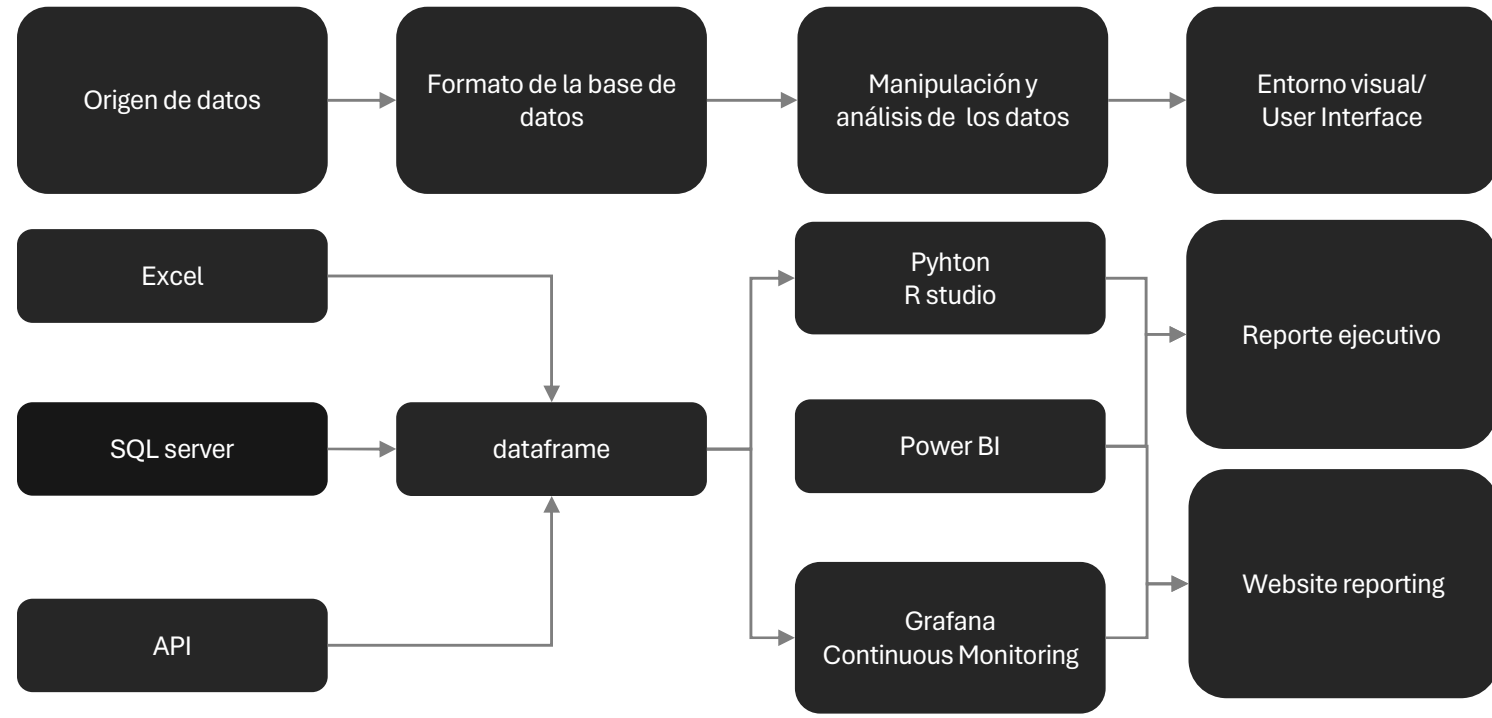 Origen de datos
Formato de la base de
datos
Manipulación y
análisis de los datos
Entorno visual/
User Interface
Excel
Pyhton
R studio
Reporte ejecutivo
SQL server
dataframe
Power BI
Website reporting
API
Grafana
Continuous Monitoring